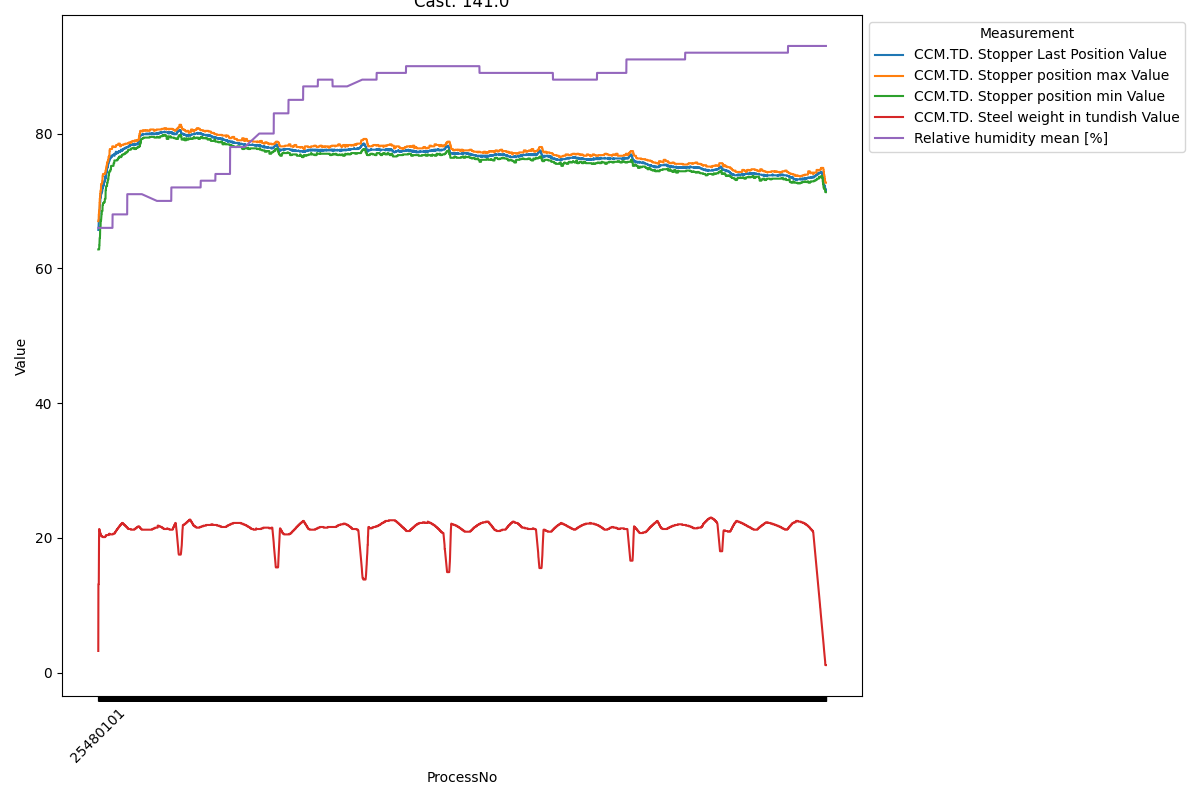 Cast: 141.0
Measurement
CCM.TD. Stopper Last Position Value
CCM.TD. Stopper position max Value
CCM.TD. Stopper position min Value
CCM.TD. Steel weight in tundish Value
Relative humidity mean [%]
80
60
40
20
0
Value
25480101
ProcessNo